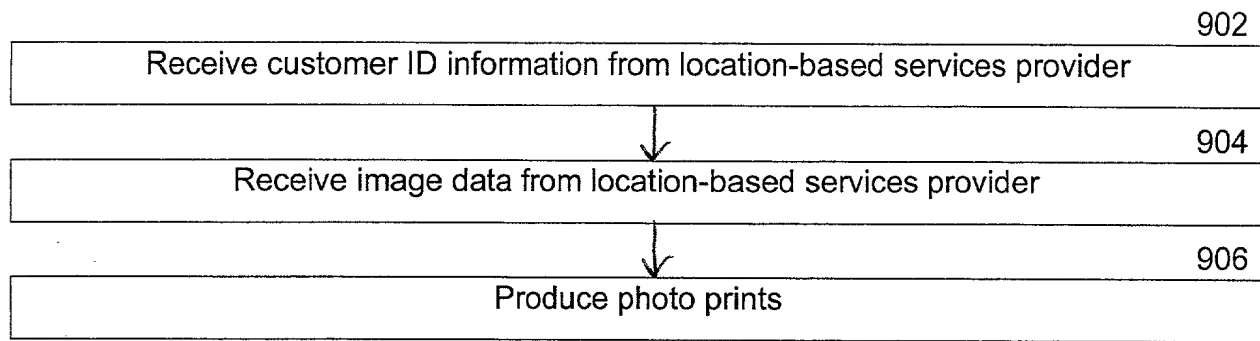 902
Receive customer ID information from location-based services provider
904
Receive image data from location-based services provider
906
Produce photo prints